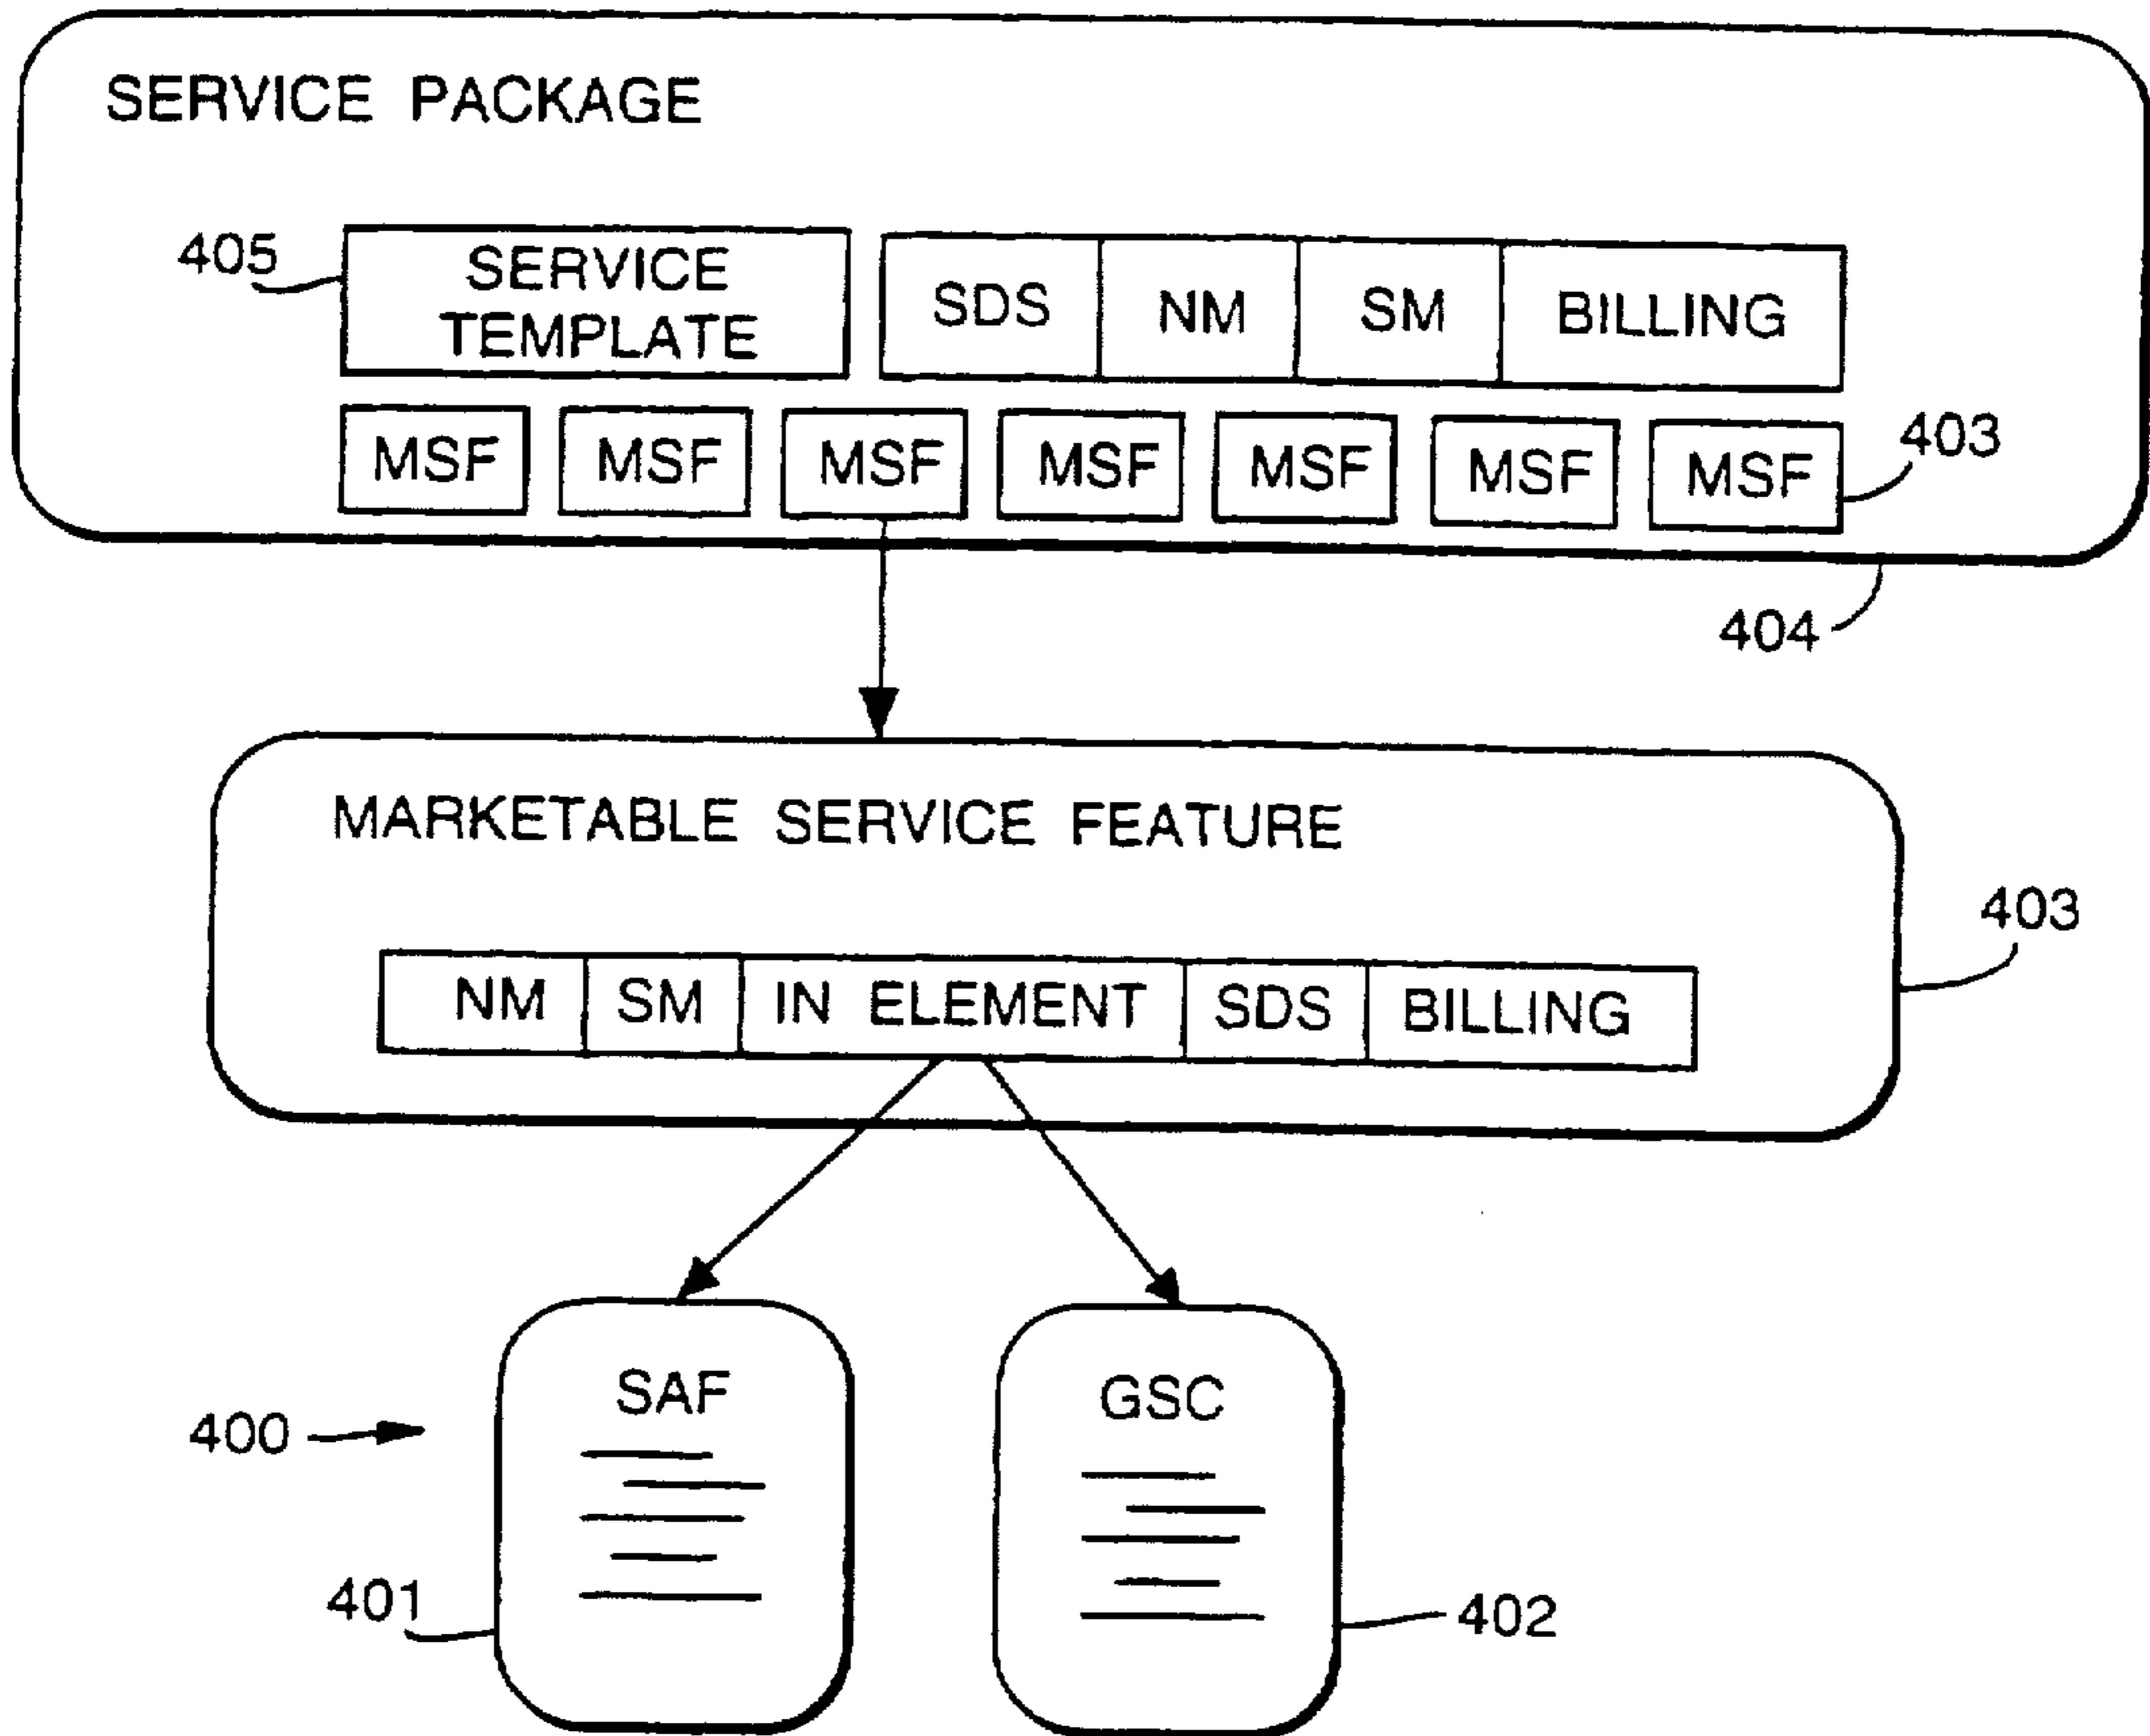 SERVICE PACKAGE
405
SERVICE
TEMPLATE
SDS NM SM BILLING
MSF MSF MSF MSF MSF MSF MSF
403
404
MARKETABLE SERVICE FEATURE
403
NM SM IN ELEMENT SDS BILLING
SAF
GSC
400
401
402